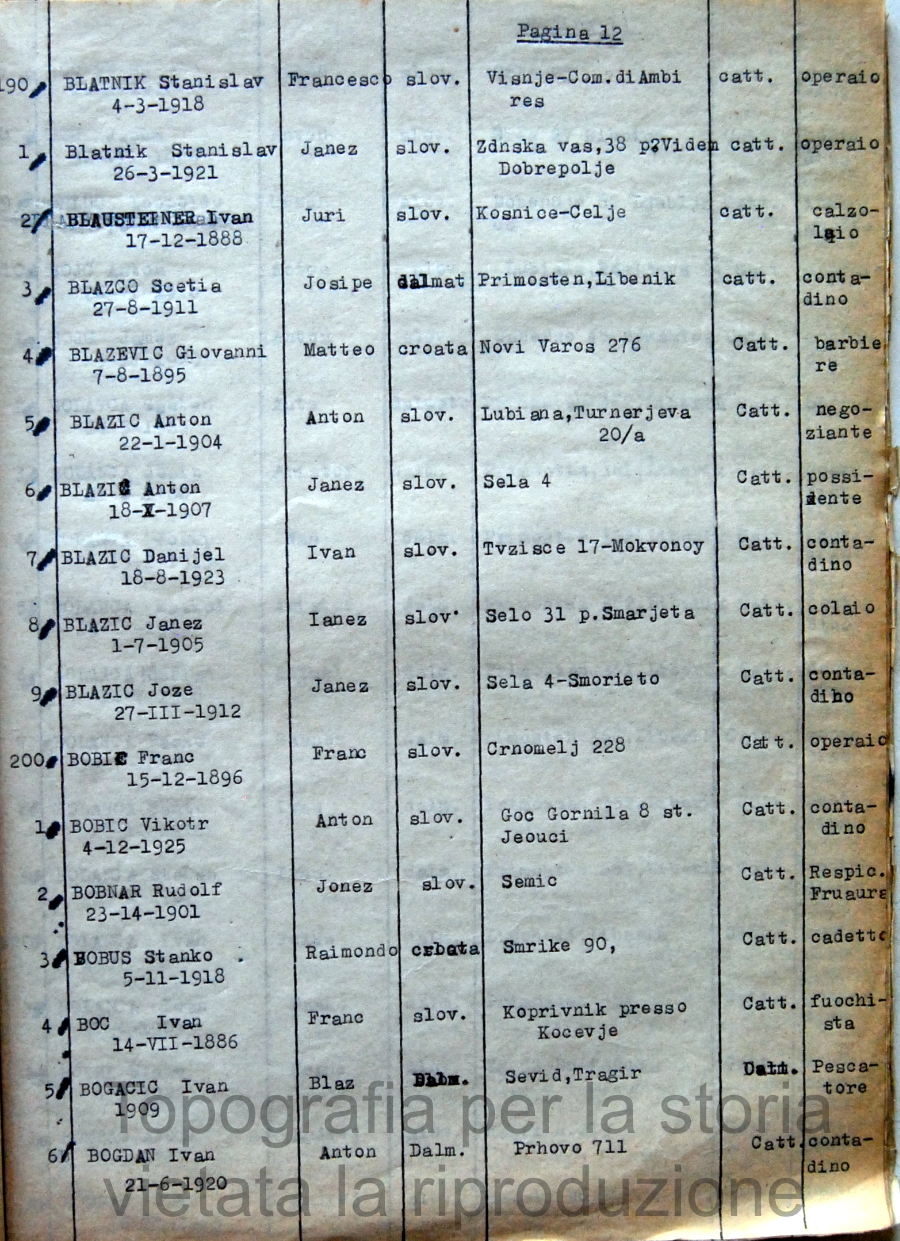 Pagina 12
190, BLATNIK Stanislav Francesco slov. Visnje-Com.diAmbi catt. operaio
4-3-1918 res
1, Blatnik Stanislav Janez slov. Zdnska vas,38 p?Videm catt. operaio
26-3-1921 Dobrepolje
2, BLAUSTEINER Ivan Juri slov. Kosnice-Celje catt. calzo-
17-12-1888 laio
3, BLAZCO Scetia Josipe dalmat Primosten,Libenik catt. conta-
27-8-1911 dino
4, BLAZEVIC Giovanni Matteo croata Novi Varos 276 Catt. barbie
7-8-1895 re
5, BLAZIC Anton Anton slov. Lubiana,Turnerjeva Catt. nego-
22-1-1904 20/a ziante
6, BLAZIC Anton Janez slov. Sela 4 Catt. possi-
18-X-1907 dente
7, BLAZIC Danijel Ivan slov. Tvzisce 17-Mokvonoy Catt. conta-
18-8-1923 dino
8, BLAZIC Janez Ianez slov. Selo 31 p.Smarjeta Catt. colaio
1-7-1905
9, BLAZIC Joze Janez slov. Sela 4-Smorieto Catt. conta-
27-III-1912 diho
200, BOBIC Franc Franc slov. Crnomelj 228 Catt. operaio
15-12-1896
1, BOBIC Vikotr Anton slov. Goc Gornila 8 st. Catt. conta-
4-12-1925 Jeouci dino
2, BOBNAR Rudolf Jonez slov. Semic Catt. Respic.
23-14-1901 Fruaura
3, BOBUS Stanko . Raimondo croata Smrike 90, Catt. cadetto
5-11-1918
4, BOC Ivan Franc slov. Koprivnik presso Catt. fuochi-
14-VII-1886 Kocevje sta
5, BOGACIC Ivan Blaz Dalm. Sevid,Tragir Catt. Pesca-
1909 tore
6, BOGDAN Ivan Anton Dalm. Prhovo 711 Catt. conta-
21-6-1920 dino
Topografia per la storia
vietata la riproduzione